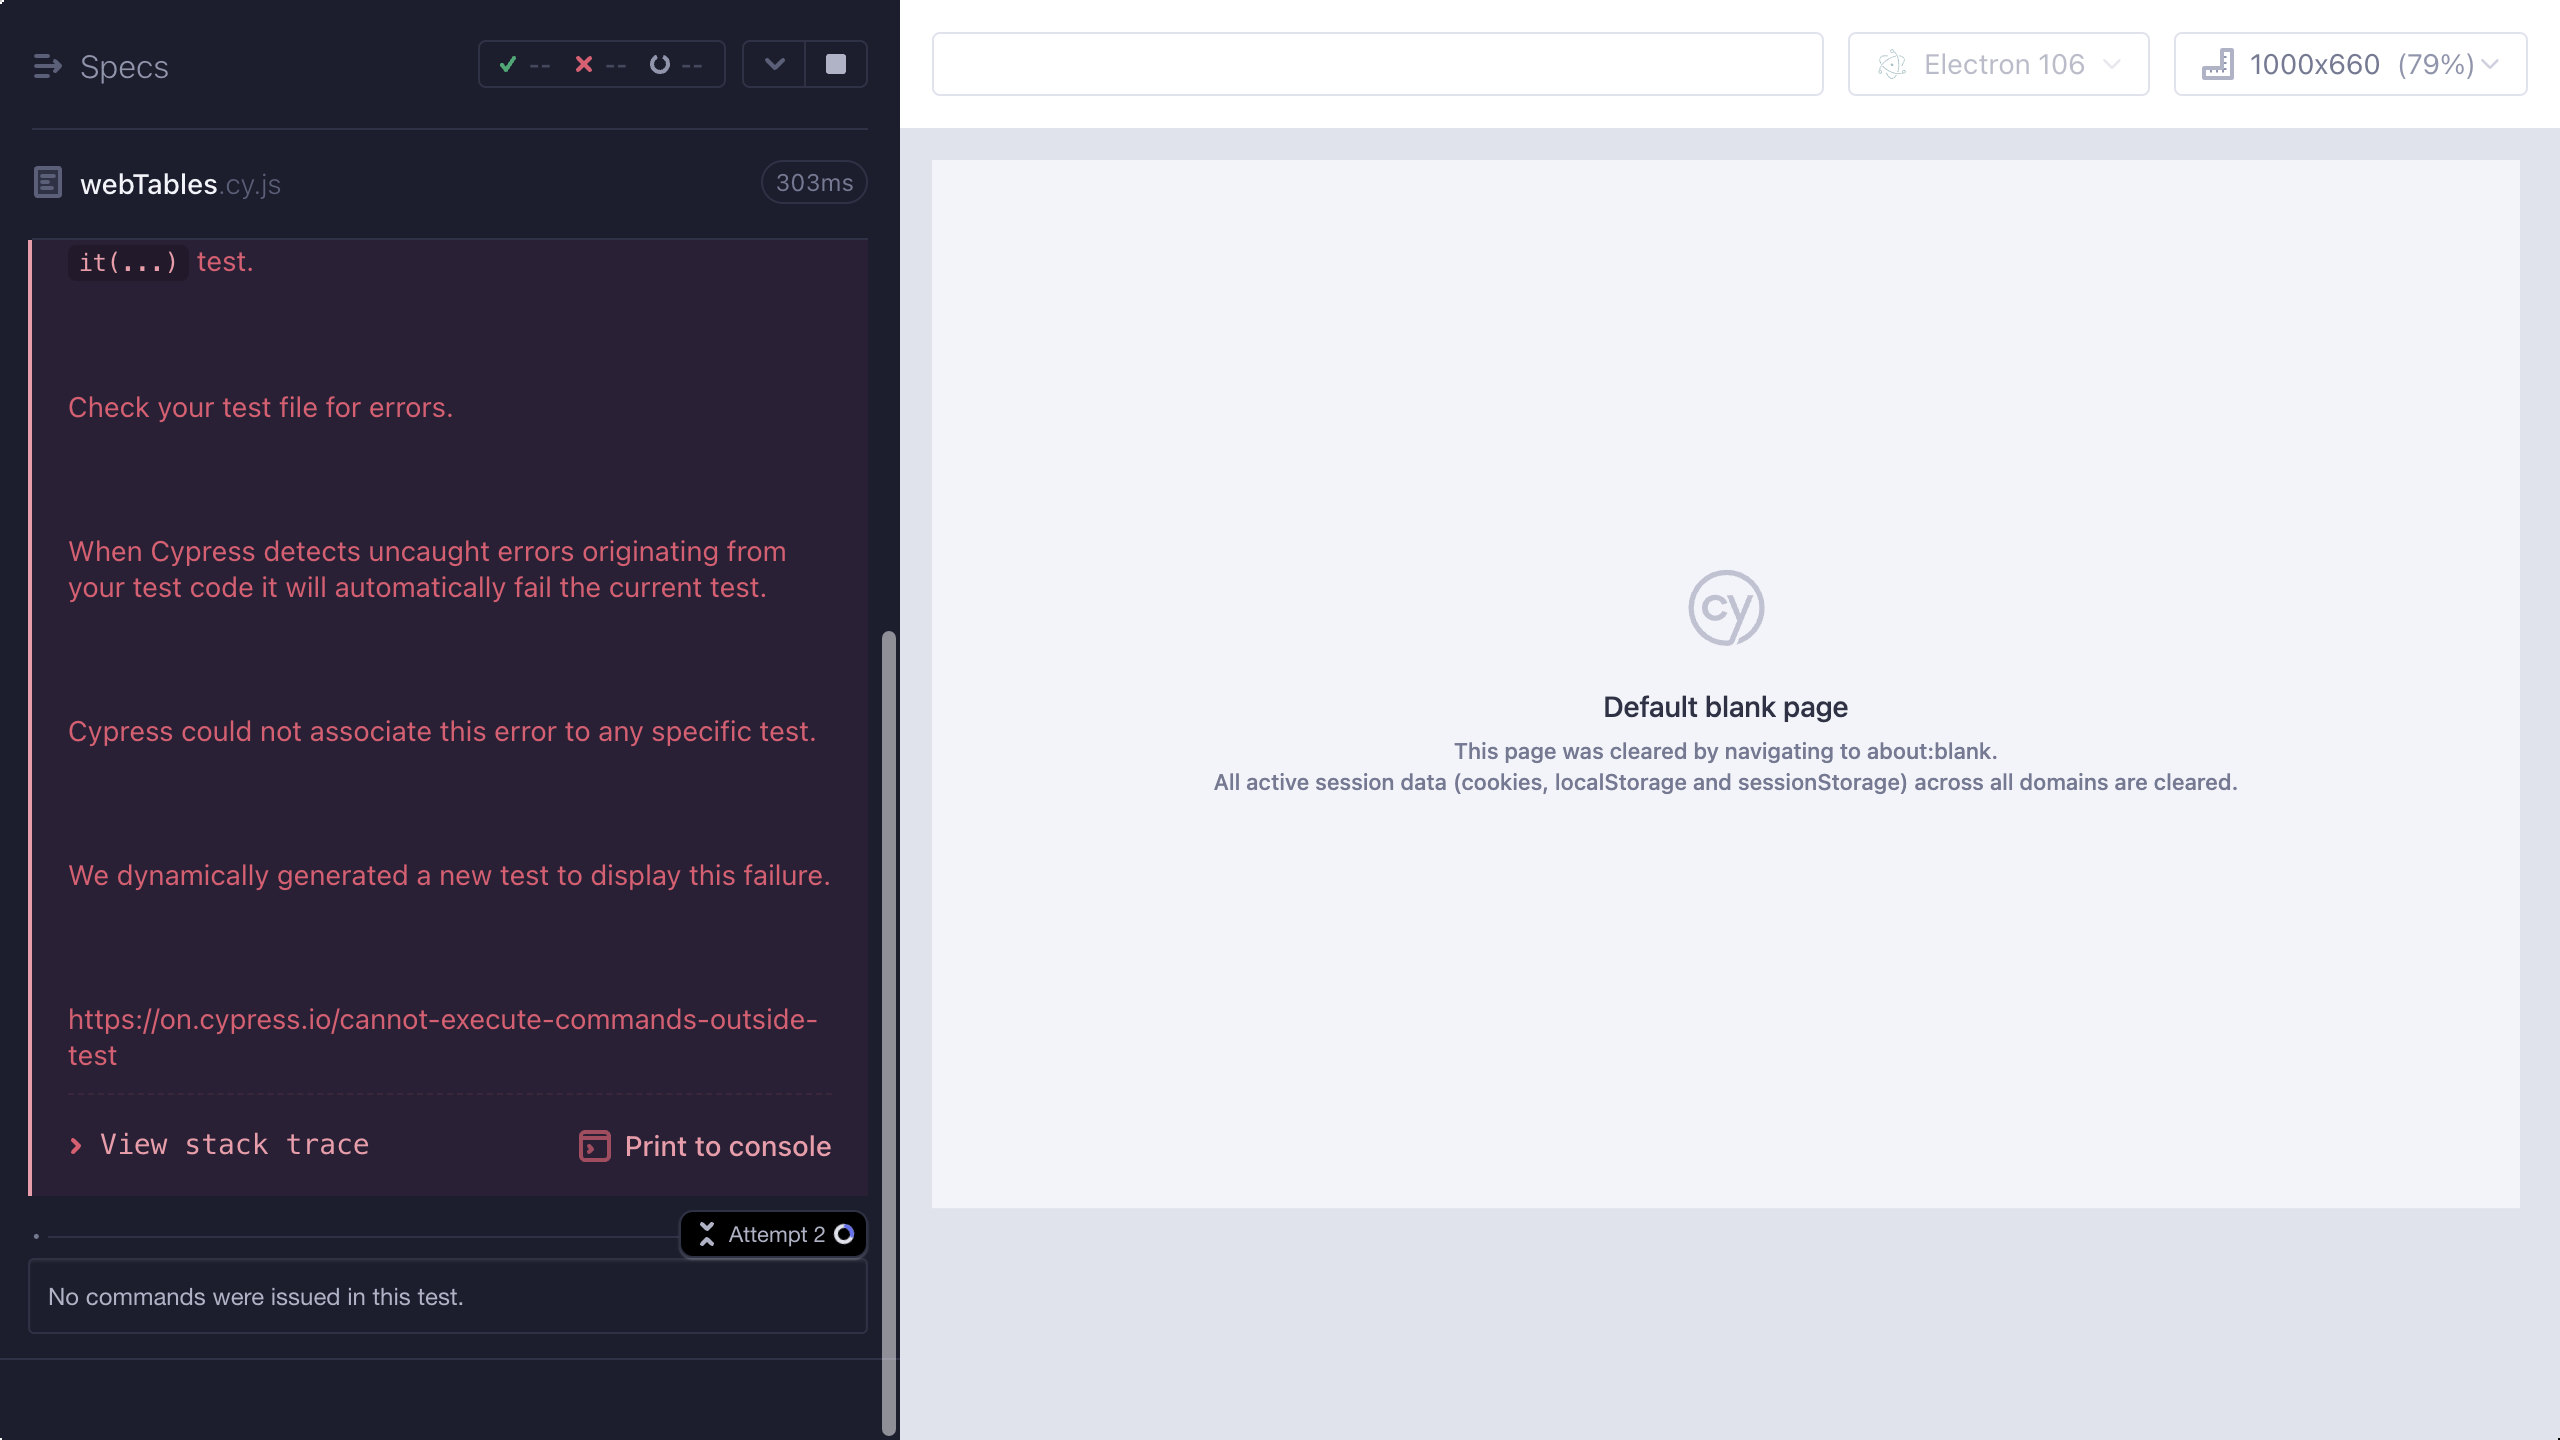 Specs
--
--
--
webTables.cy.js
303ms
it(...) test.
Check your test file for errors.
When Cypress detects uncaught errors originating from
your test code it will automatically fail the current test.
Cypress could not associate this error to any specific test.
We dynamically generated a new test to display this failure.
https://on.cypress.io/cannot-execute-commands-outside-
test
View stack trace
Print to console
Attempt 2
No commands were issued in this test.
Electron 106
1000x660 (79%)
cy
Default blank page
This page was cleared by navigating to about:blank.
All active session data (cookies, localStorage and sessionStorage) across all domains are cleared.